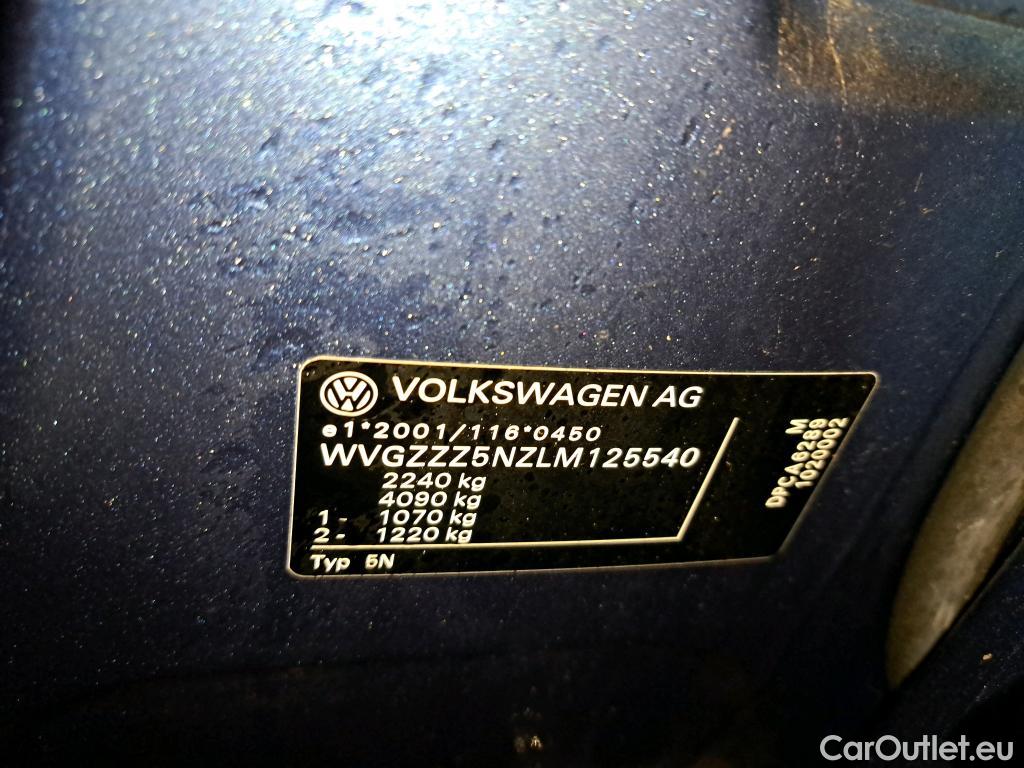 VOLKSWAGEN AG
e1*2001/116*0450
WVGZZZ5NZLM125540
2240 kg
4090 kg
1- 1070 kg
2- 1220 kg
Typ 5N
M
DPCA6289
1020002
CarOutlet.eu